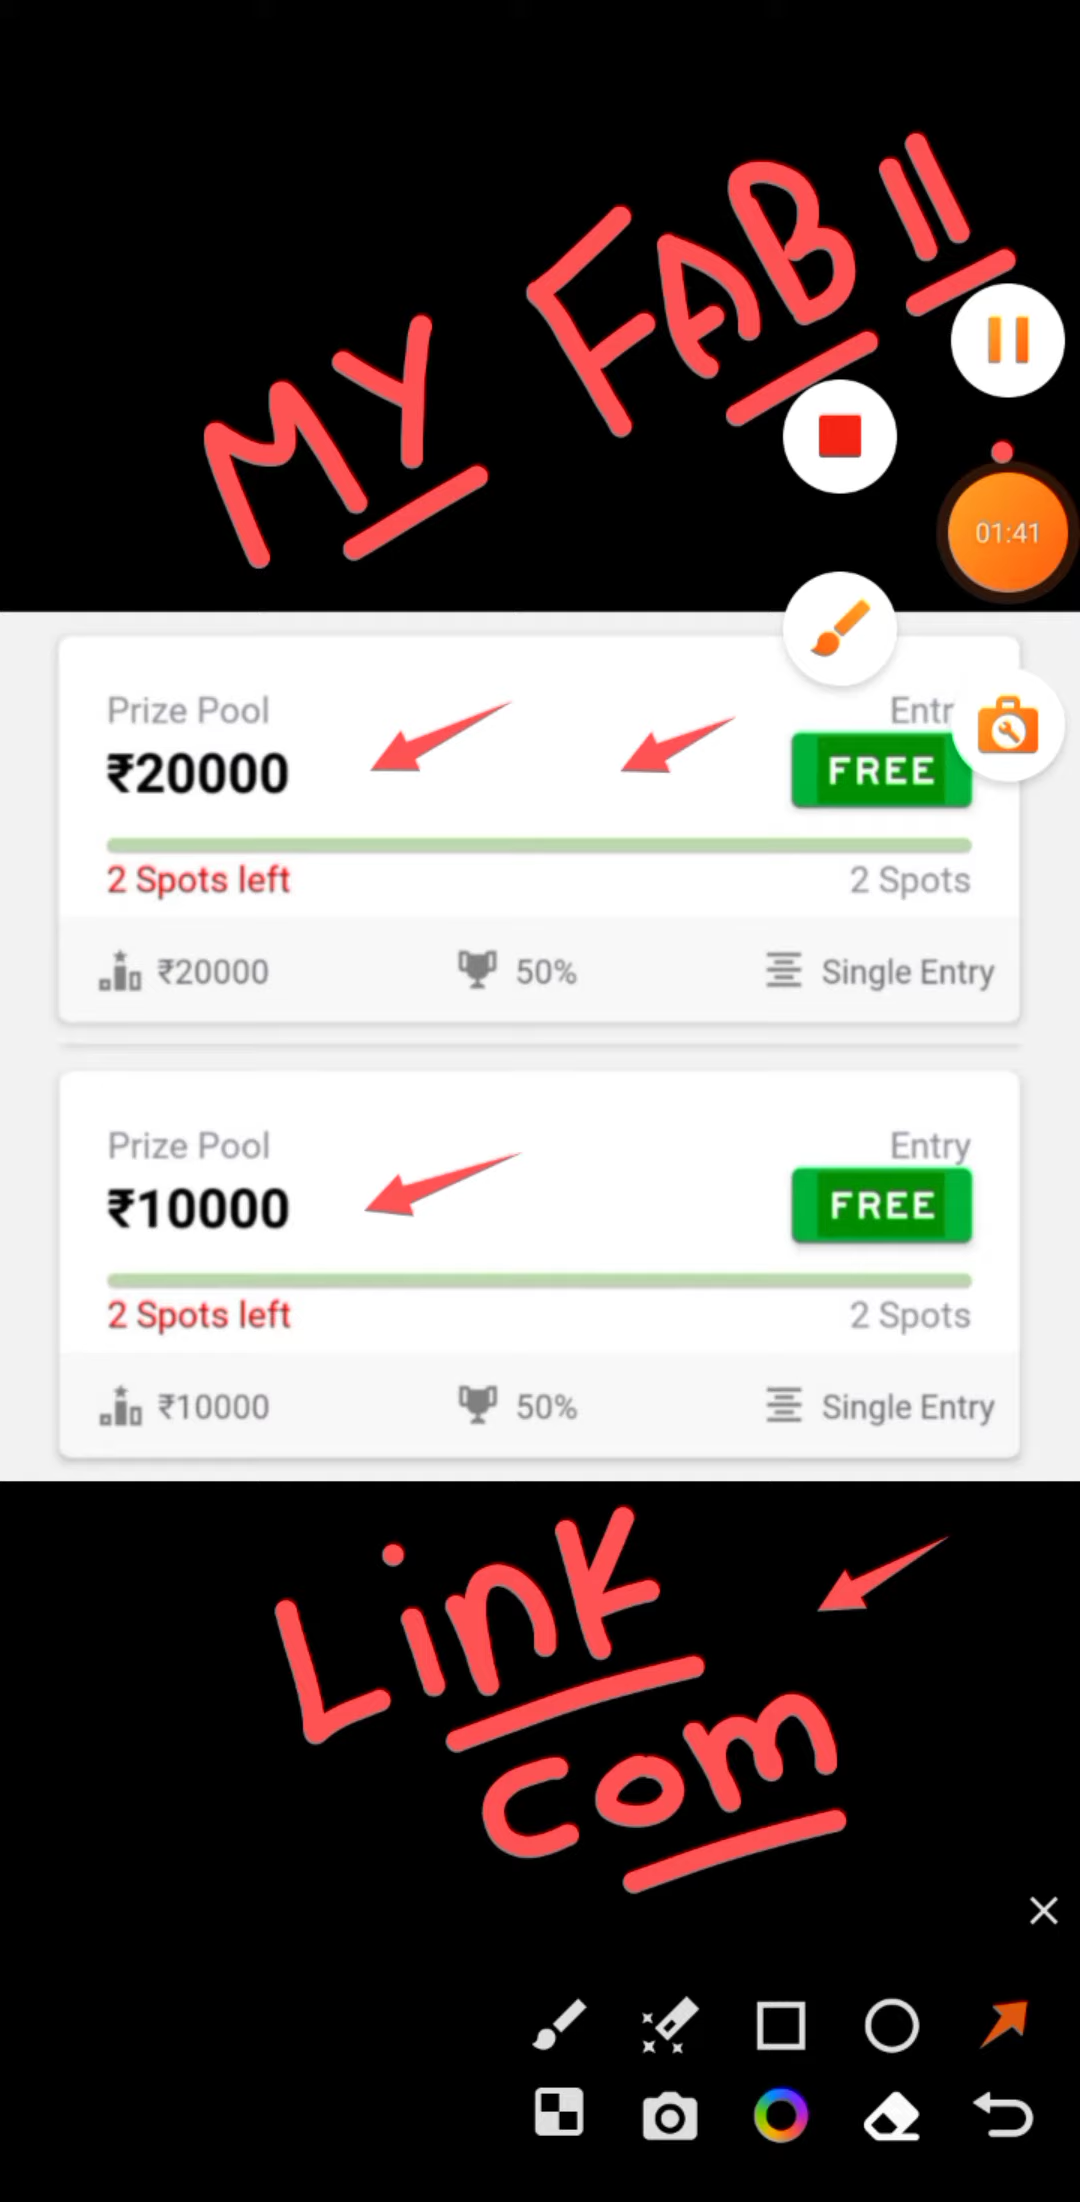 MY FAB11
01:41
Prize Pool
Entr
₹20000
FREE
2 Spots left
2 Spots
₹20000
50%
Single Entry
Prize Pool
Entry
₹10000
FREE
2 Spots left
2 Spots
₹10000
50%
Single Entry
Link
com